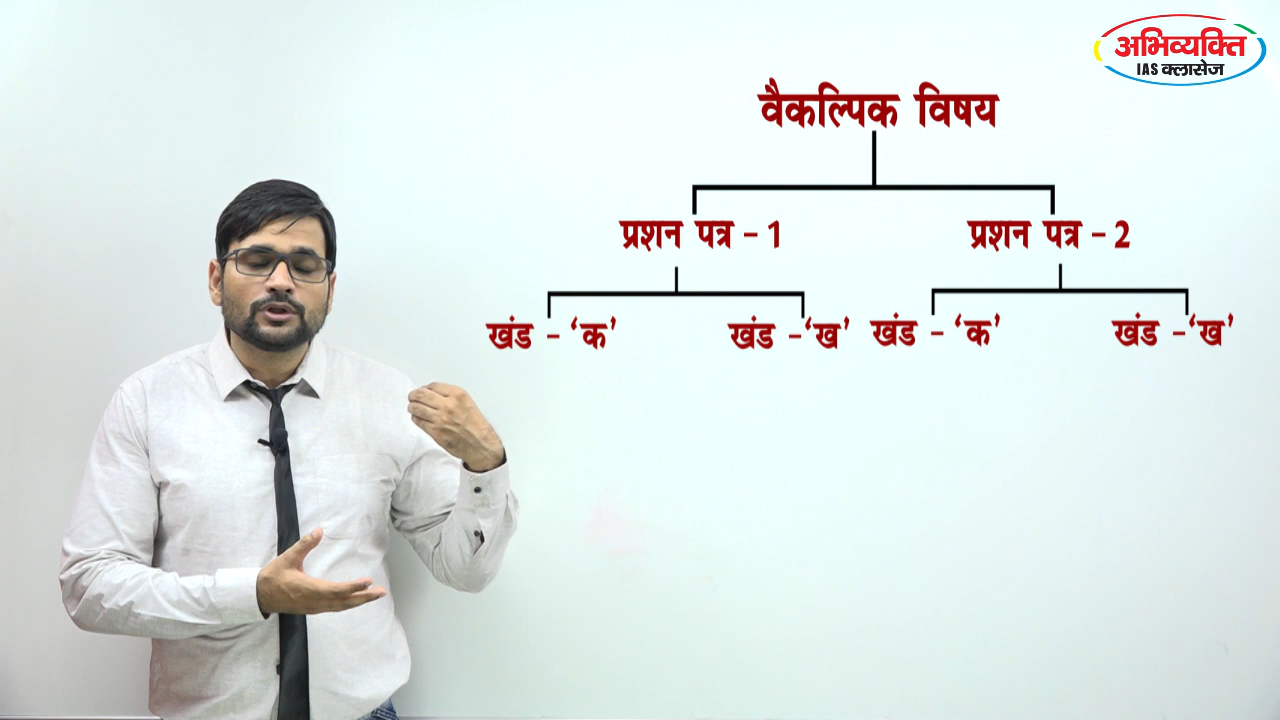 अभिव्यक्ति
IAS क्लासेज
वैकल्पिक विषय
प्रशन पत्र - 1 प्रशन पत्र - 2
खंड - ‘क’ खंड -‘ख’ खंड - ‘क’ खंड -‘ख’